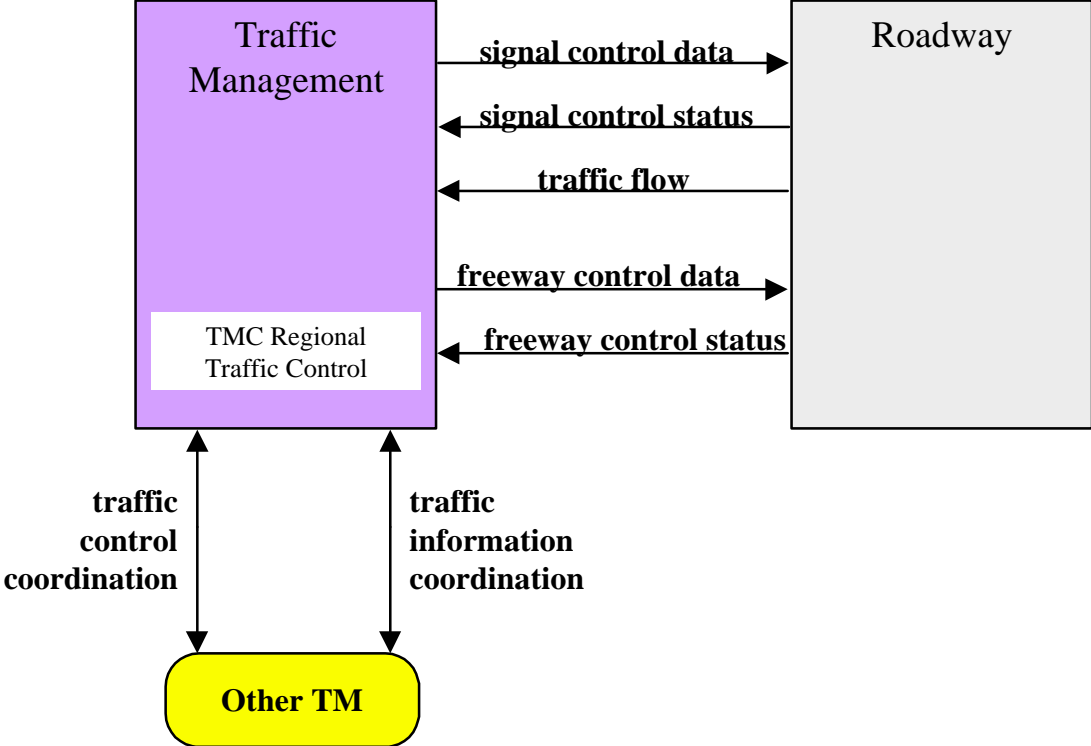 Traffic
Management
Roadway
signal control data
signal control status
traffic flow
freeway control data
freeway control status
TMC Regional
Traffic Control
traffic
control
coordination
traffic
information
coordination
Other TM